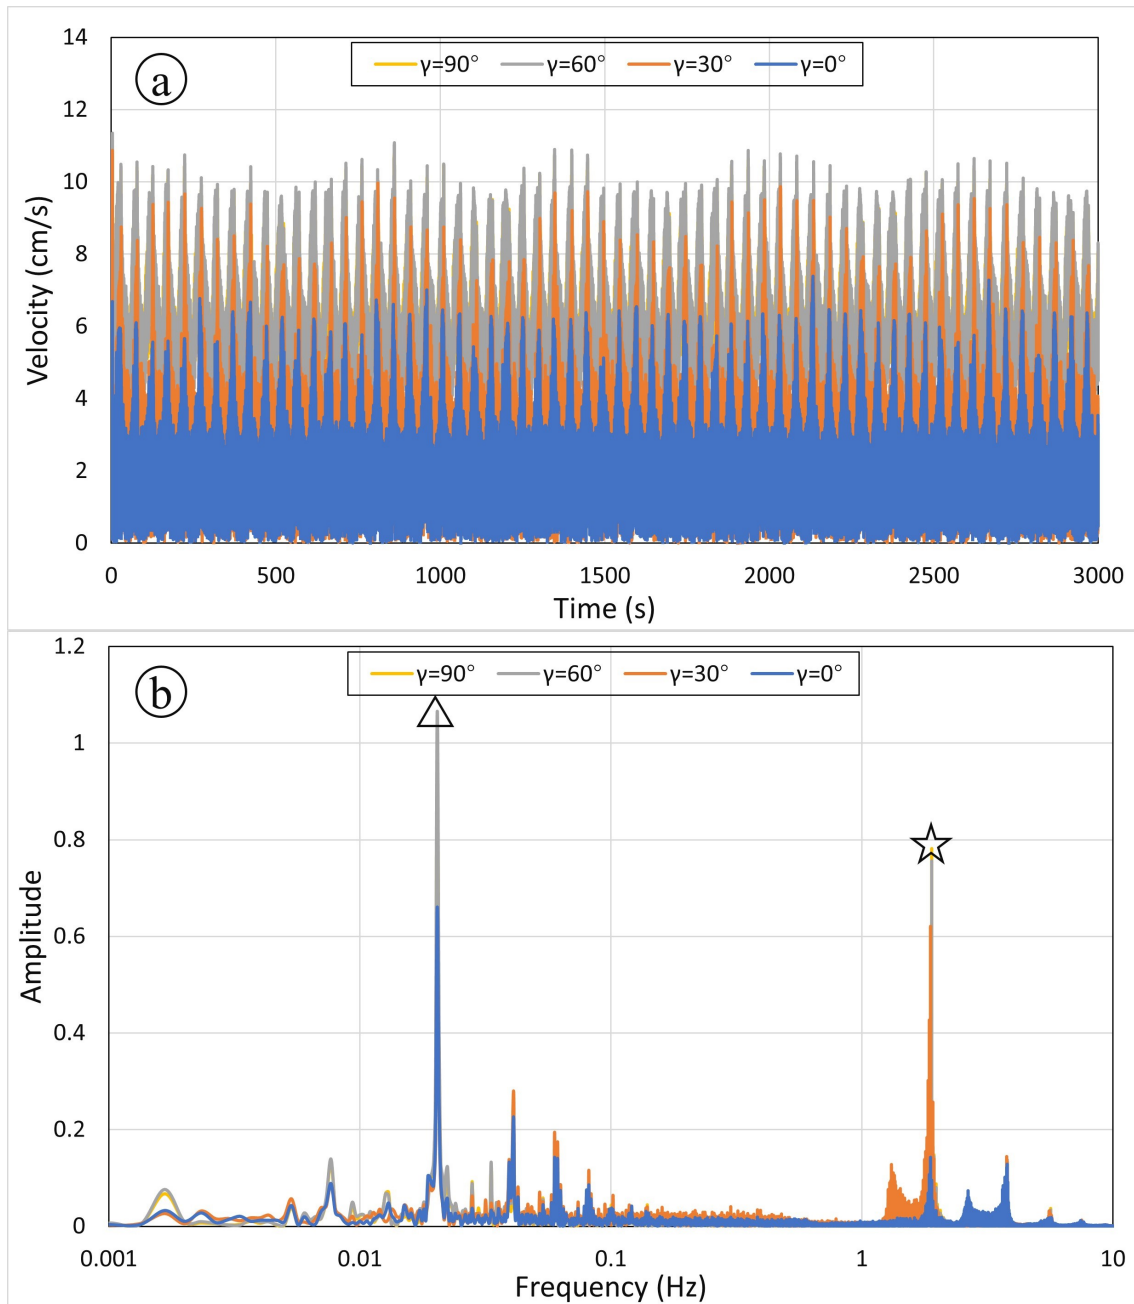 14
12
10
8
6
4
2
0
Velocity (cm/s)
a
γ=90° γ=60° γ=30° γ=0°
0 500 1000 1500 2000 2500 3000
Time (s)
1.2
1
0.8
0.6
0.4
0.2
0
Amplitude
b
γ=90° γ=60° γ=30° γ=0°
0.001 0.01 0.1 1 10
Frequency (Hz)